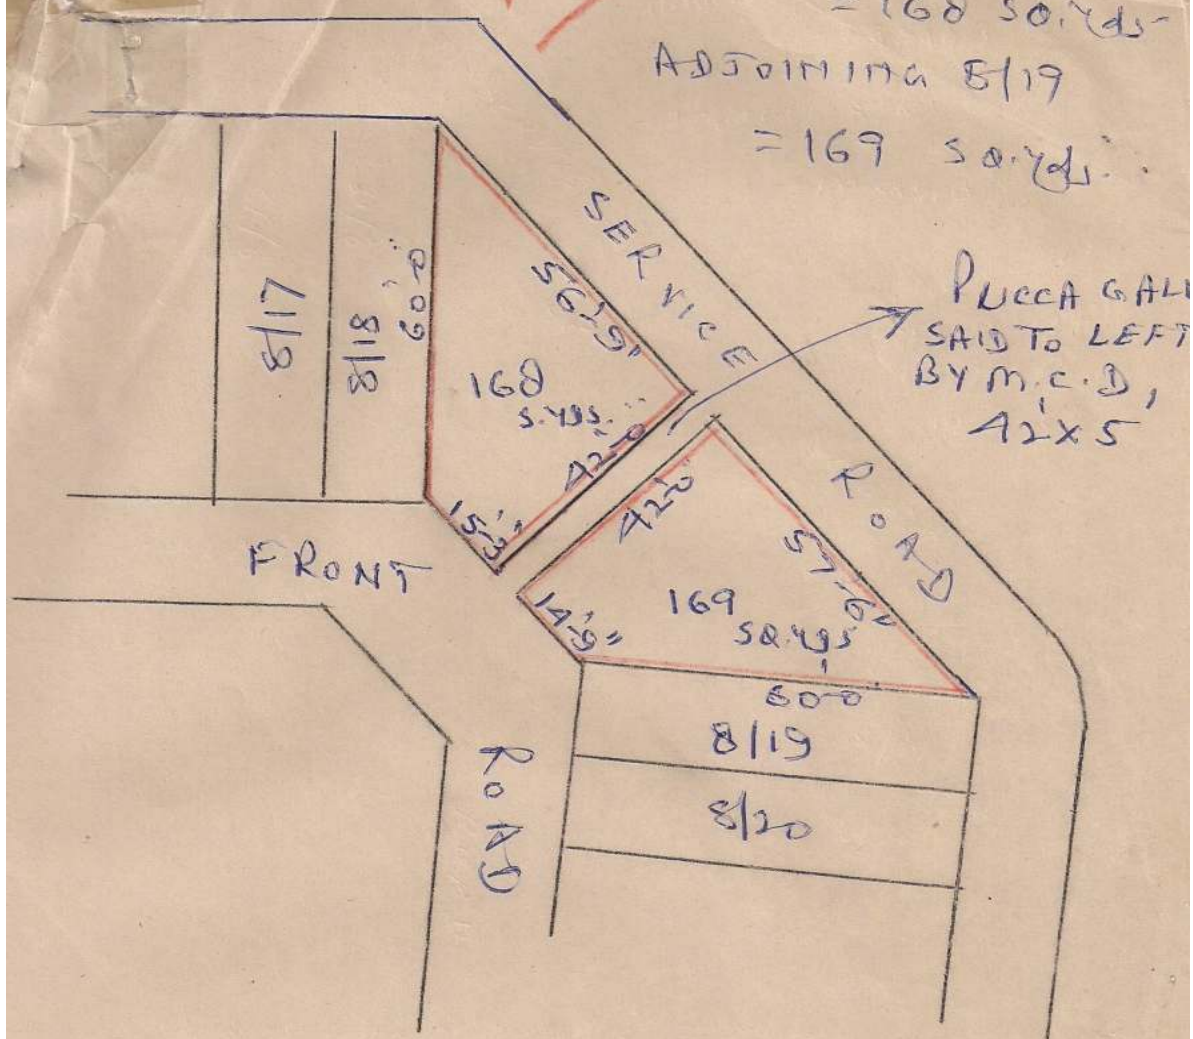 = 168 SQ.Yds
ADJOINING 8/19
= 169 SQ.Yds.
SERVICE
ROAD
PUCCA GALI
SAID TO LEFT
BY M.C.D,
42'x5'
8/17
8/18
60'-0"
56'-9"
168
S.YDS.
42'-0"
15'-3"
FRONT
ROAD
42'-0"
57'-6"
169
SQ.YDS
14'-9"
60'-0"
8/19
8/20